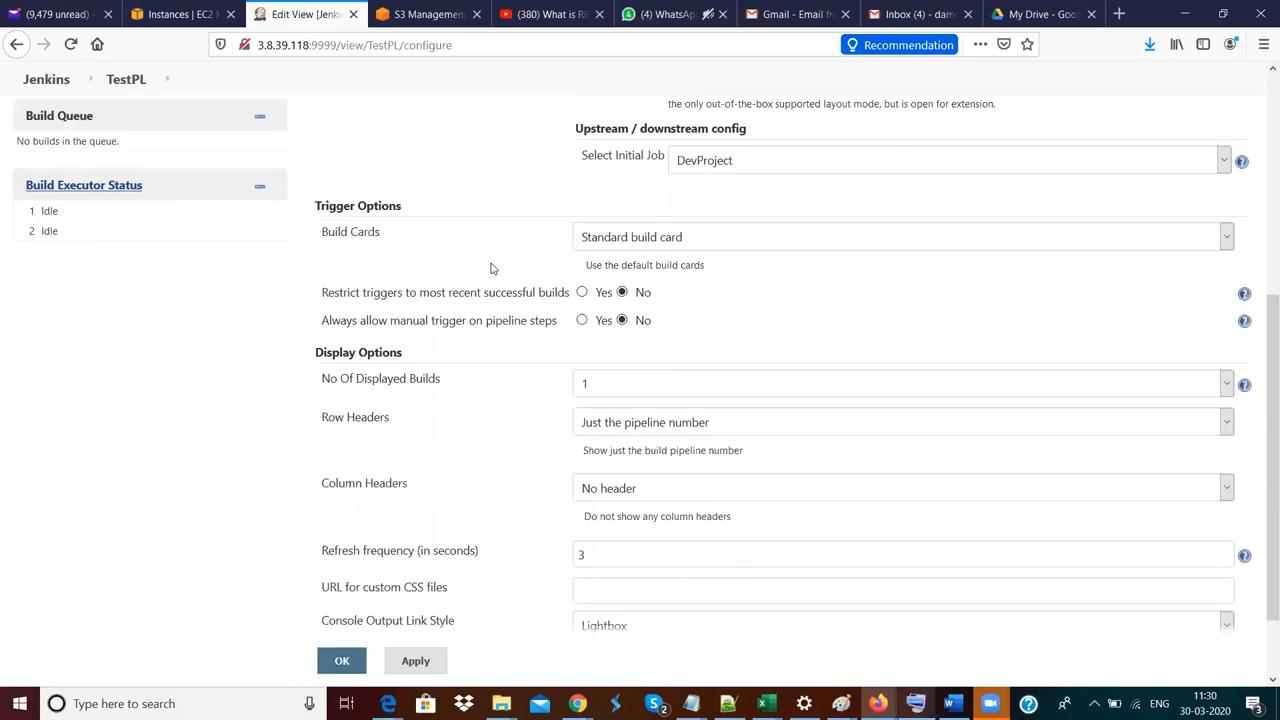 (9,479 unread)
Instances | EC2 M
Edit View [Jenki
S3 Management
(380) What is RE
(4) WhatsA
Gmail - Email fre
Inbox (4) - dam
My Drive - Goog
3.8.39.118:9999/view/TestPL/configure
Recommendation
Jenkins
TestPL
Build Queue
No builds in the queue.
Build Executor Status
1 Idle
2 Idle
the only out-of-the-box supported layout mode, but is open for extension.
Upstream / downstream config
Select Initial Job DevProject
Trigger Options
Build Cards Standard build card
Use the default build cards
Restrict triggers to most recent successful builds Yes No
Always allow manual trigger on pipeline steps Yes No
Display Options
No Of Displayed Builds 1
Row Headers Just the pipeline number
Show just the build pipeline number
Column Headers No header
Do not show any column headers
Refresh frequency (in seconds) 3
URL for custom CSS files
Console Output Link Style Lightbox
OK Apply
Type here to search
2
ENG
11:30
30-03-2020
3